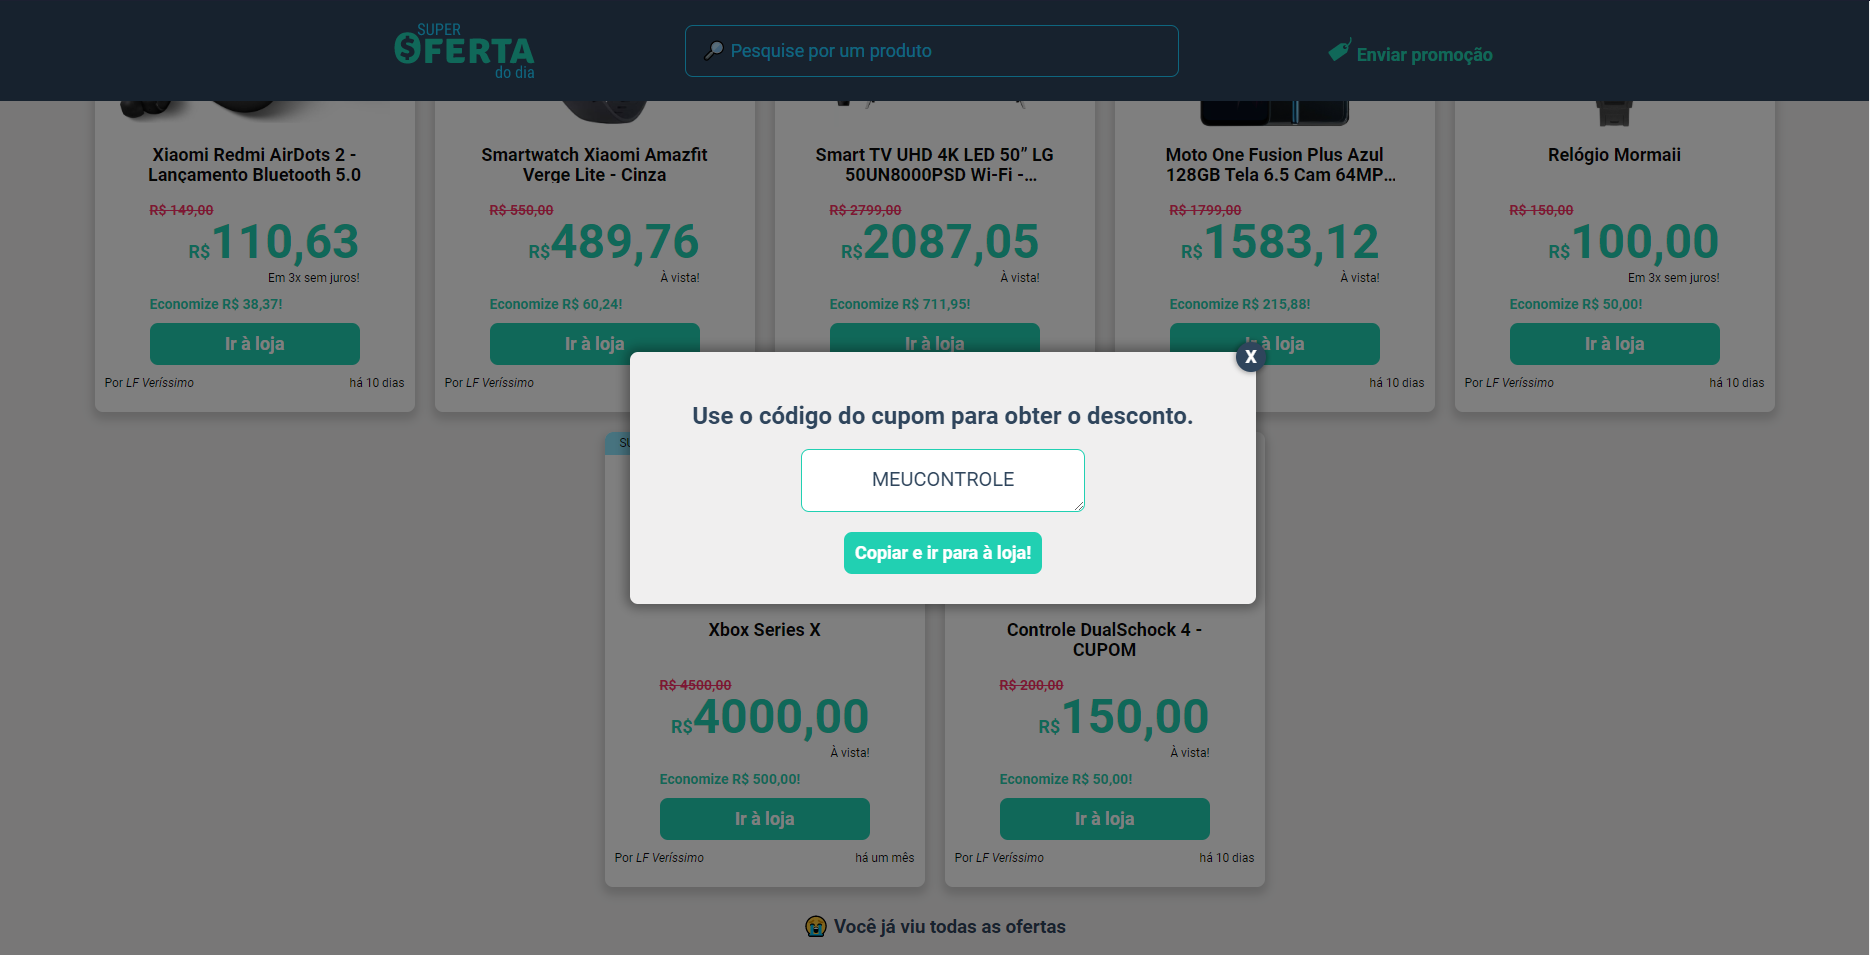 SUPER
OFERTA
do dia
Pesquise por um produto
Enviar promoção
Xiaomi Redmi AirDots 2 -
Lançamento Bluetooth 5.0
R$ 149,00
R$110,63
Em 3x sem juros!
Economize R$ 38,37!
Ir à loja
Por LF Veríssimo
há 10 dias
Smartwatch Xiaomi Amazfit
Verge Lite - Cinza
R$ 550,00
R$489,76
À vista!
Economize R$ 60,24!
Ir à loja
Por LF Veríssimo
Smart TV UHD 4K LED 50” LG
50UN8000PSD Wi-Fi -...
R$ 2799,00
R$2087,05
À vista!
Economize R$ 711,95!
Ir à loja
Moto One Fusion Plus Azul
128GB Tela 6.5 Cam 64MP...
R$ 1799,00
R$1583,12
À vista!
Economize R$ 215,88!
Ir à loja
há 10 dias
Relógio Mormaii
R$ 150,00
R$100,00
Em 3x sem juros!
Economize R$ 50,00!
Ir à loja
Por LF Veríssimo
há 10 dias
X
Use o código do cupom para obter o desconto.
MEUCONTROLE
Copiar e ir para à loja!
Xbox Series X
R$ 4500,00
R$4000,00
À vista!
Economize R$ 500,00!
Ir à loja
Por LF Veríssimo
há um mês
Controle DualSchock 4 -
CUPOM
R$ 200,00
R$150,00
À vista!
Economize R$ 50,00!
Ir à loja
Por LF Veríssimo
há 10 dias
Você já viu todas as ofertas